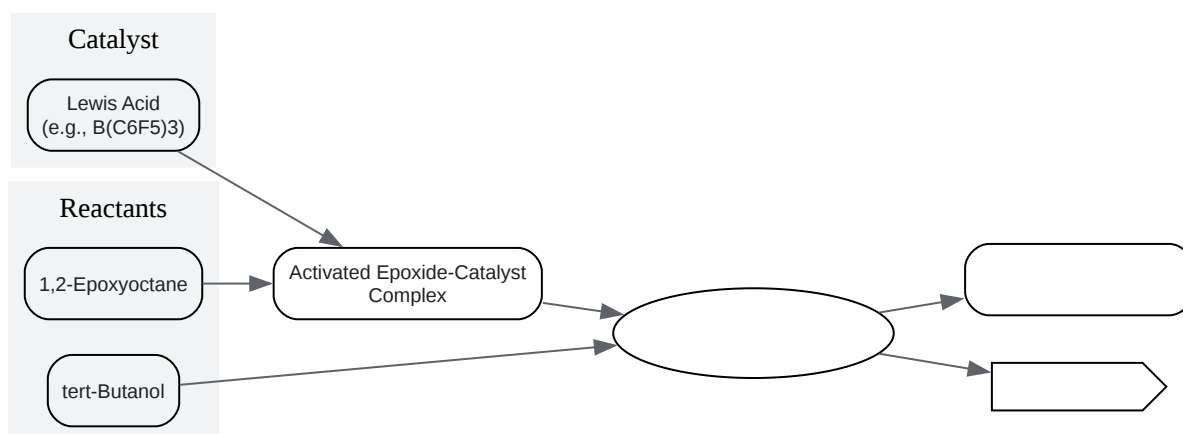 Catalyst
Lewis Acid
(e.g., B(C6F5)3)
Reactants
1,2-Epoxyoctane
Activated Epoxide-Catalyst
Complex
tert-Butanol